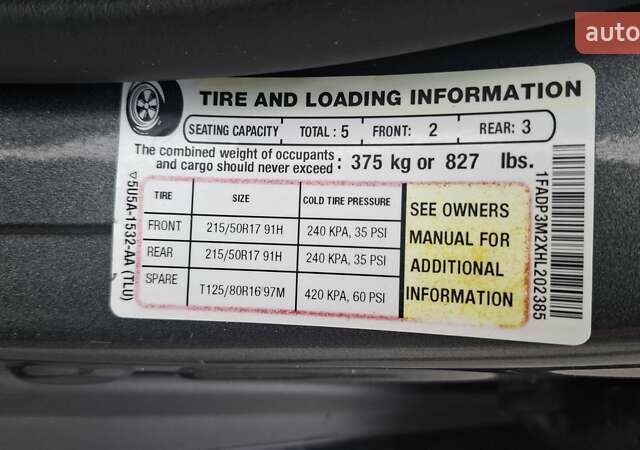 auto
TIRE AND LOADING INFORMATION
SEATING CAPACITY TOTAL : 5 FRONT: 2 REAR: 3
The combined weight of occupants
and cargo should never exceed : 375 kg or 827 lbs.
TIRE SIZE COLD TIRE PRESSURE
FRONT 215/50R17 91H 240 KPA, 35 PSI
REAR 215/50R17 91H 240 KPA, 35 PSI
SPARE T125/80R16 97M 420 KPA, 60 PSI
SEE OWNERS
MANUAL FOR
ADDITIONAL
INFORMATION
5U5A-1532-AA (TLU)
1FADP3M2XHL202385